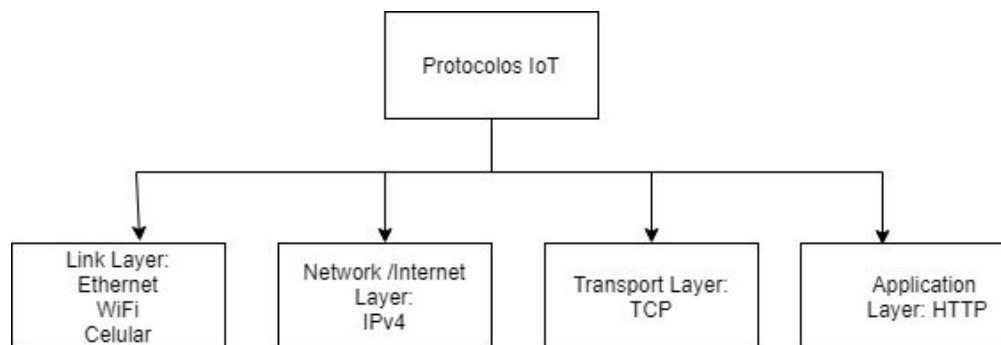 Protocolos IoT
Link Layer:
Ethernet
WiFi
Celular
Network /Internet
Layer:
IPv4
Transport Layer:
TCP
Application
Layer: HTTP